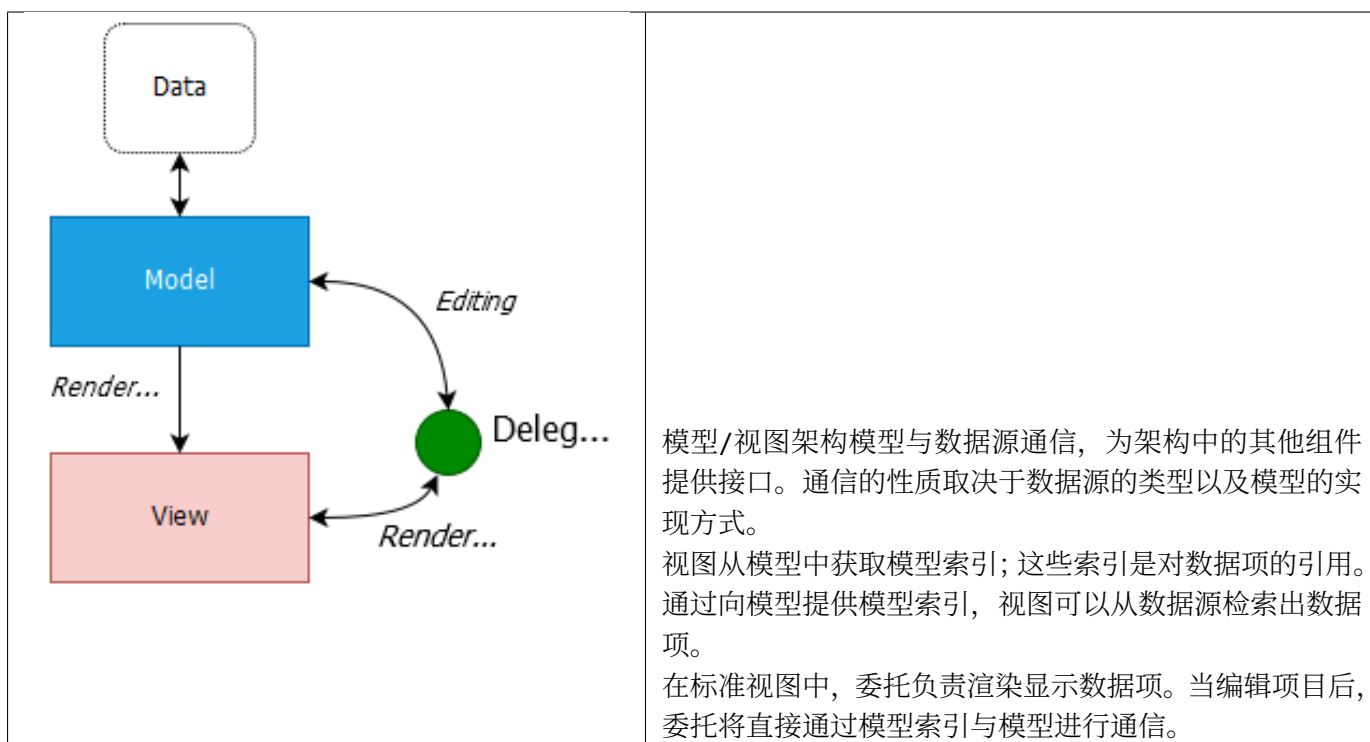 Data
Model
Editing
Render...
Deleg...
View
Render...
模型/视图架构模型与数据源通信，为架构中的其他组件
提供接口。通信的性质取决于数据源的类型以及模型的实
现方式。
视图从模型中获取模型索引；这些索引是对数据项的引用。
通过向模型提供模型索引，视图可以从数据源检索出数据
项。
在标准视图中，委托负责渲染显示数据项。当编辑项目后，
委托将直接通过模型索引与模型进行通信。